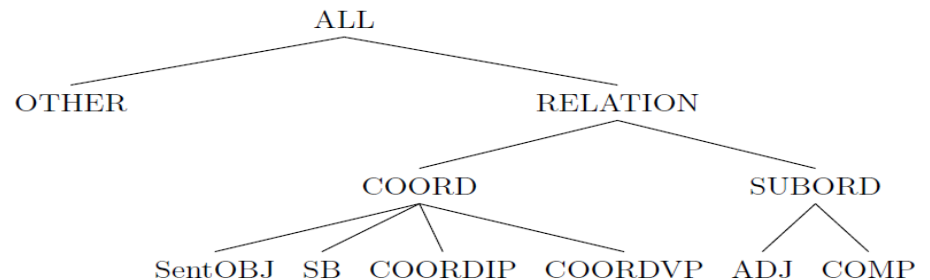 ALL
OTHER RELATION
COORD SUBORD
SentOBJ SB COORDIP COORDVP ADJ COMP